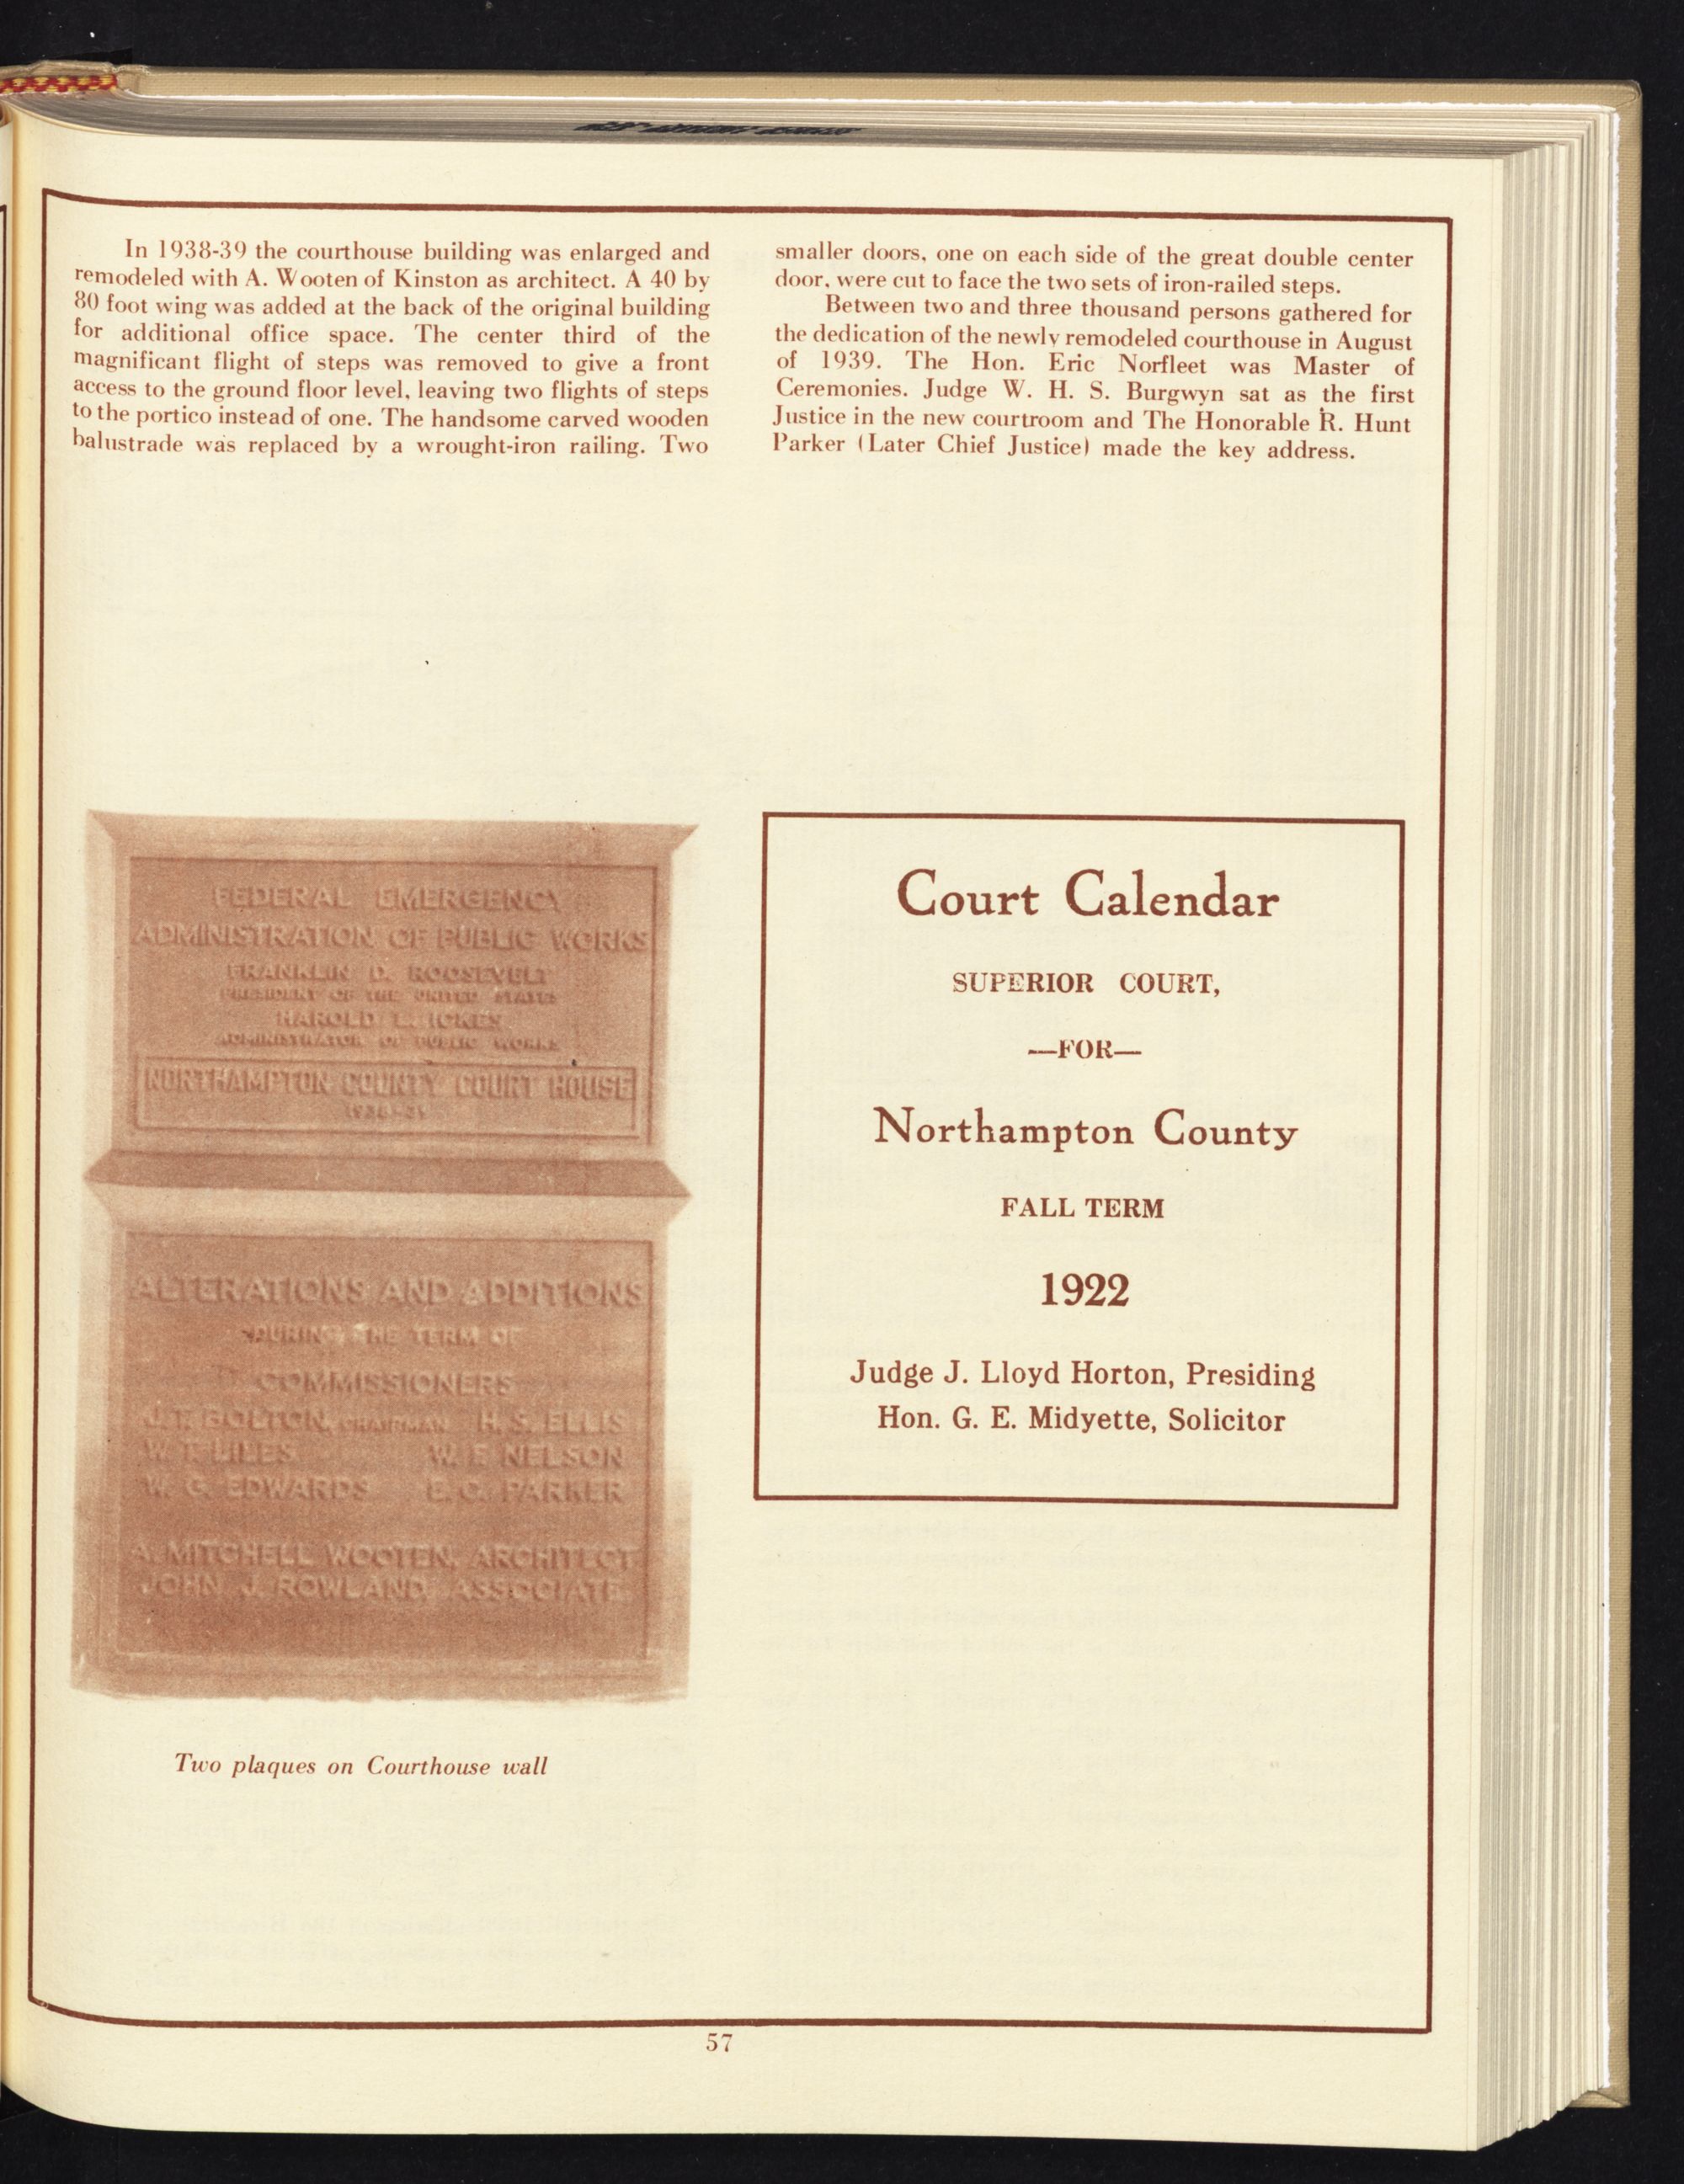 In 1938-39 the courthouse building was enlarged and
remodeled with A. Wooten of Kinston as architect. A 40 by
80 foot wing was added at the back of the original building
for additional office space. The center third of the
magnificant flight of steps was removed to give a front
access to the ground floor level, leaving two flights of steps
to the portico instead of one. The handsome carved wooden
balustrade was replaced by a wrought-iron railing. Two
smaller doors, one on each side of the great double center
door, were cut to face the two sets of iron-railed steps.
Between two and three thousand persons gathered for
the dedication of the newly remodeled courthouse in August
of 1939. The Hon. Eric Norfleet was Master of
Ceremonies. Judge W. H. S. Burgwyn sat as the first
Justice in the new courtroom and The Honorable R. Hunt
Parker (Later Chief Justice) made the key address.
FEDERAL EMERGENCY
ADMINISTRATION OF PUBLIC WORKS
FRANKLIN D. ROOSEVELT
PRESIDENT OF THE UNITED STATES
HAROLD L. ICKES
ADMINISTRATOR OF PUBLIC WORKS
NORTHAMPTON COUNTY COURT HOUSE
ALTERATIONS AND ADDITIONS
DURING THE TERM OF
COMMISSIONERS
J. T. BOLTON, CHAIRMAN H. S. ELLIS
W. T. LILES W. F. NELSON
W. G. EDWARDS E. C. PARKER
A. MITCHELL WOOTEN, ARCHITECT
JOHN J. ROWLAND, ASSOCIATE
Two plaques on Courthouse wall
Court Calendar
SUPERIOR COURT,
—FOR—
Northampton County
FALL TERM
1922
Judge J. Lloyd Horton, Presiding
Hon. G. E. Midyette, Solicitor
57